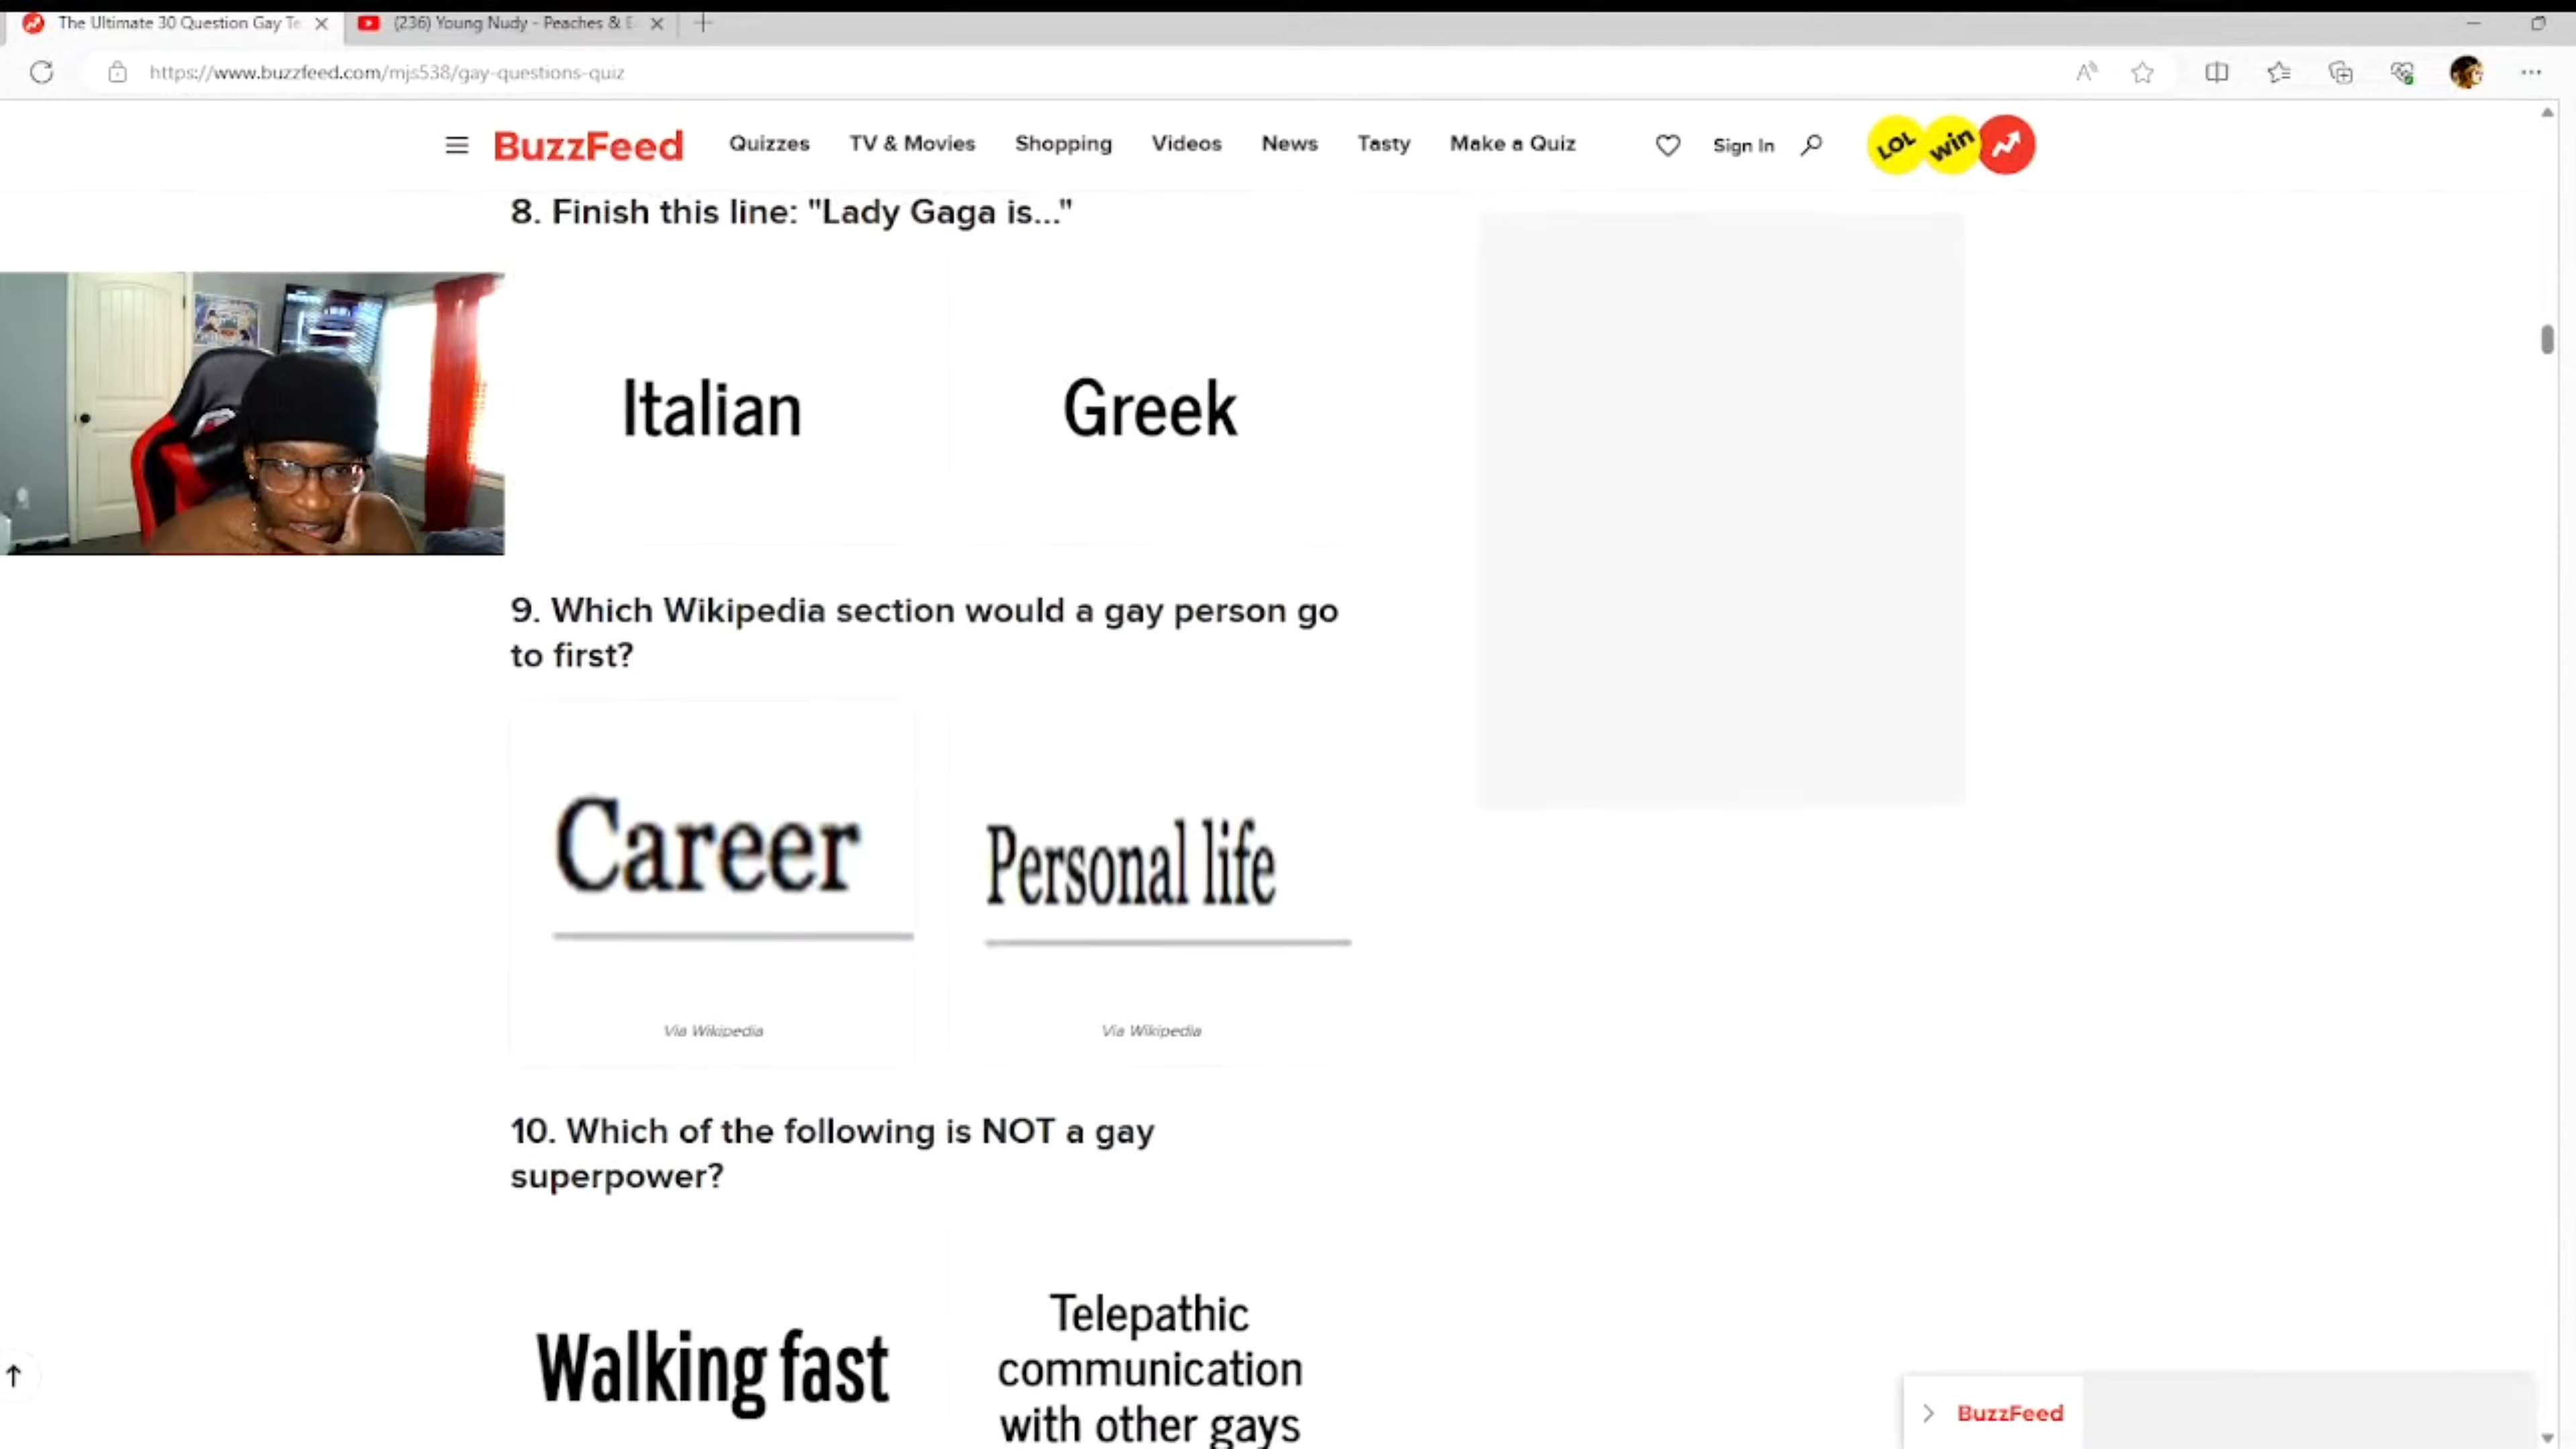 The Ultimate 30 Question Gay Te
(236) Young Nudy - Peaches & E
https://www.buzzfeed.com/mjs538/gay-questions-quiz
BuzzFeed
Quizzes
TV & Movies
Shopping
Videos
News
Tasty
Make a Quiz
Sign In
LOL
win
8. Finish this line: "Lady Gaga is..."
Italian
Greek
9. Which Wikipedia section would a gay person go
to first?
Career
Personal life
Via Wikipedia
Via Wikipedia
10. Which of the following is NOT a gay
superpower?
Walking fast
Telepathic
communication
with other gays
BuzzFeed